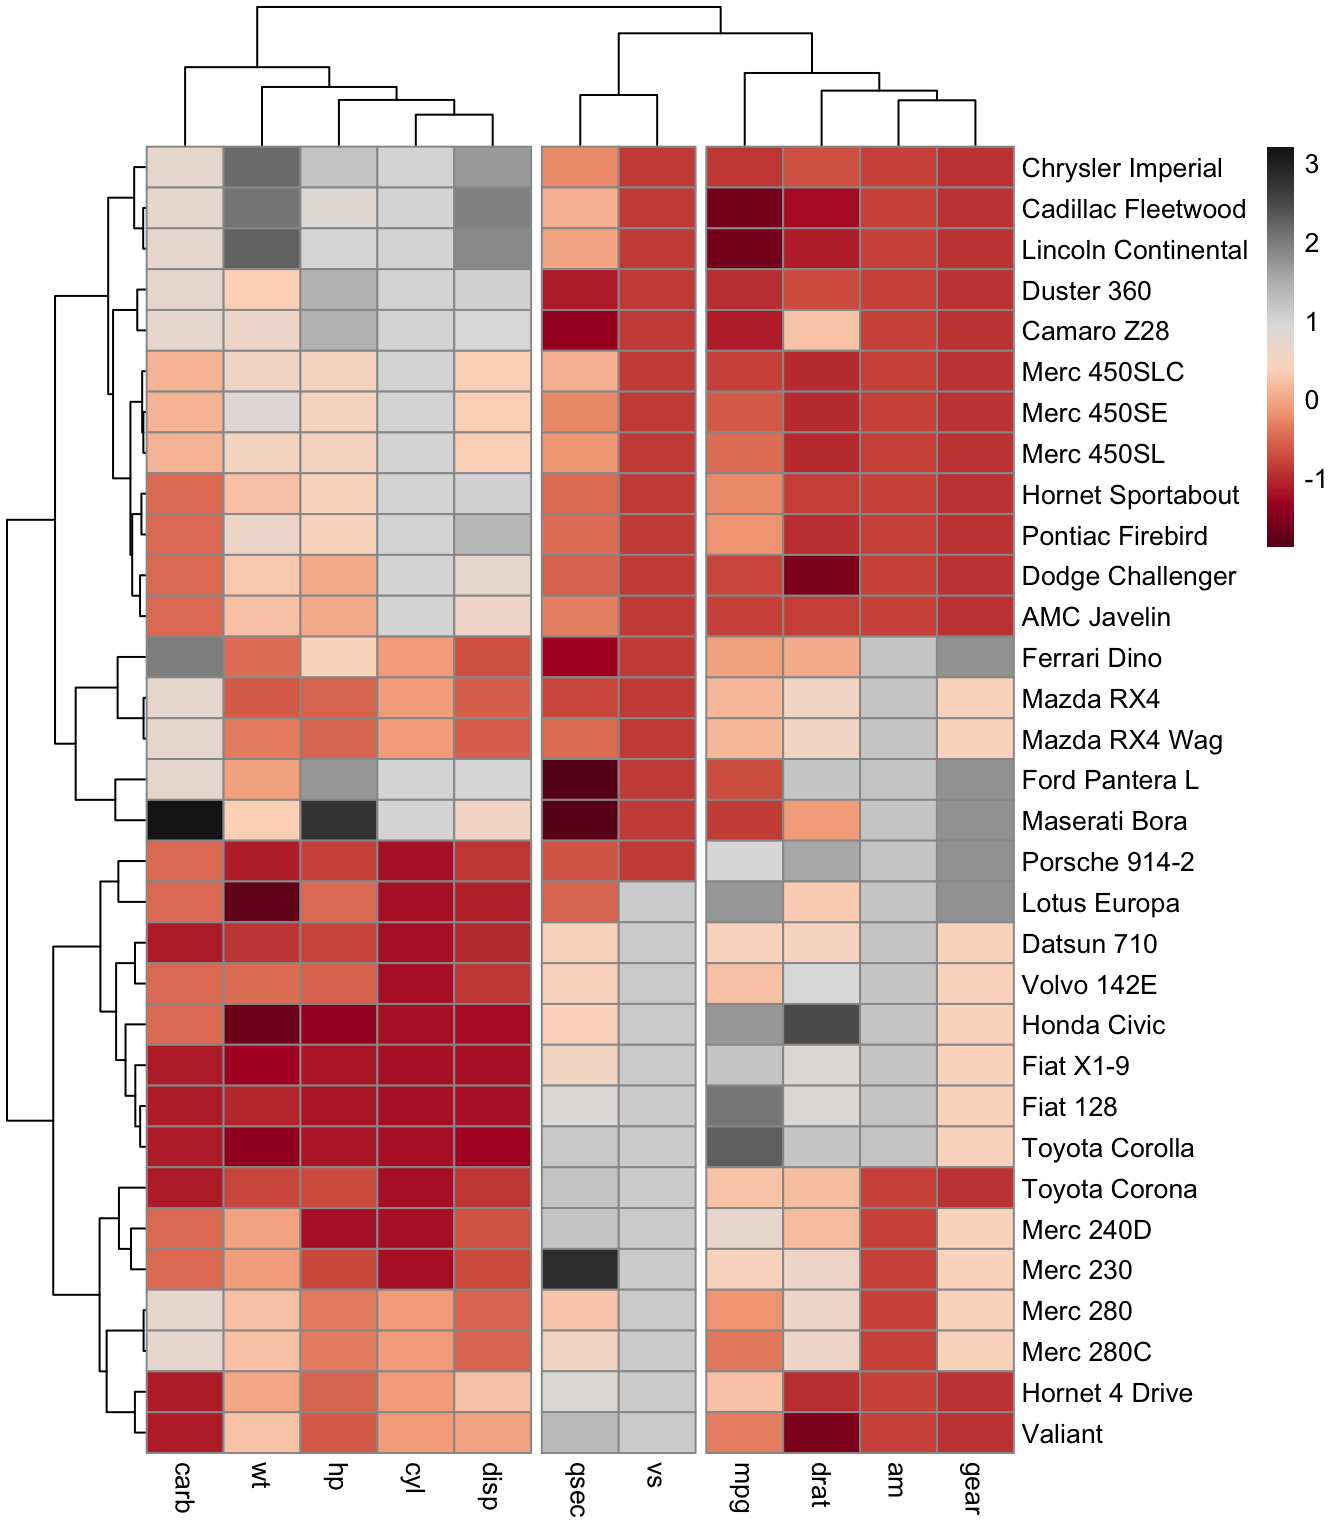 Chrysler Imperial
Cadillac Fleetwood
Lincoln Continental
Duster 360
Camaro Z28
Merc 450SLC
Merc 450SE
Merc 450SL
Hornet Sportabout
Pontiac Firebird
Dodge Challenger
AMC Javelin
Ferrari Dino
Mazda RX4
Mazda RX4 Wag
Ford Pantera L
Maserati Bora
Porsche 914-2
Lotus Europa
Datsun 710
Volvo 142E
Honda Civic
Fiat X1-9
Fiat 128
Toyota Corolla
Toyota Corona
Merc 240D
Merc 230
Merc 280
Merc 280C
Hornet 4 Drive
Valiant
3
2
1
0
-1
carb
wt
hp
cyl
disp
qsec
vs
mpg
drat
am
gear